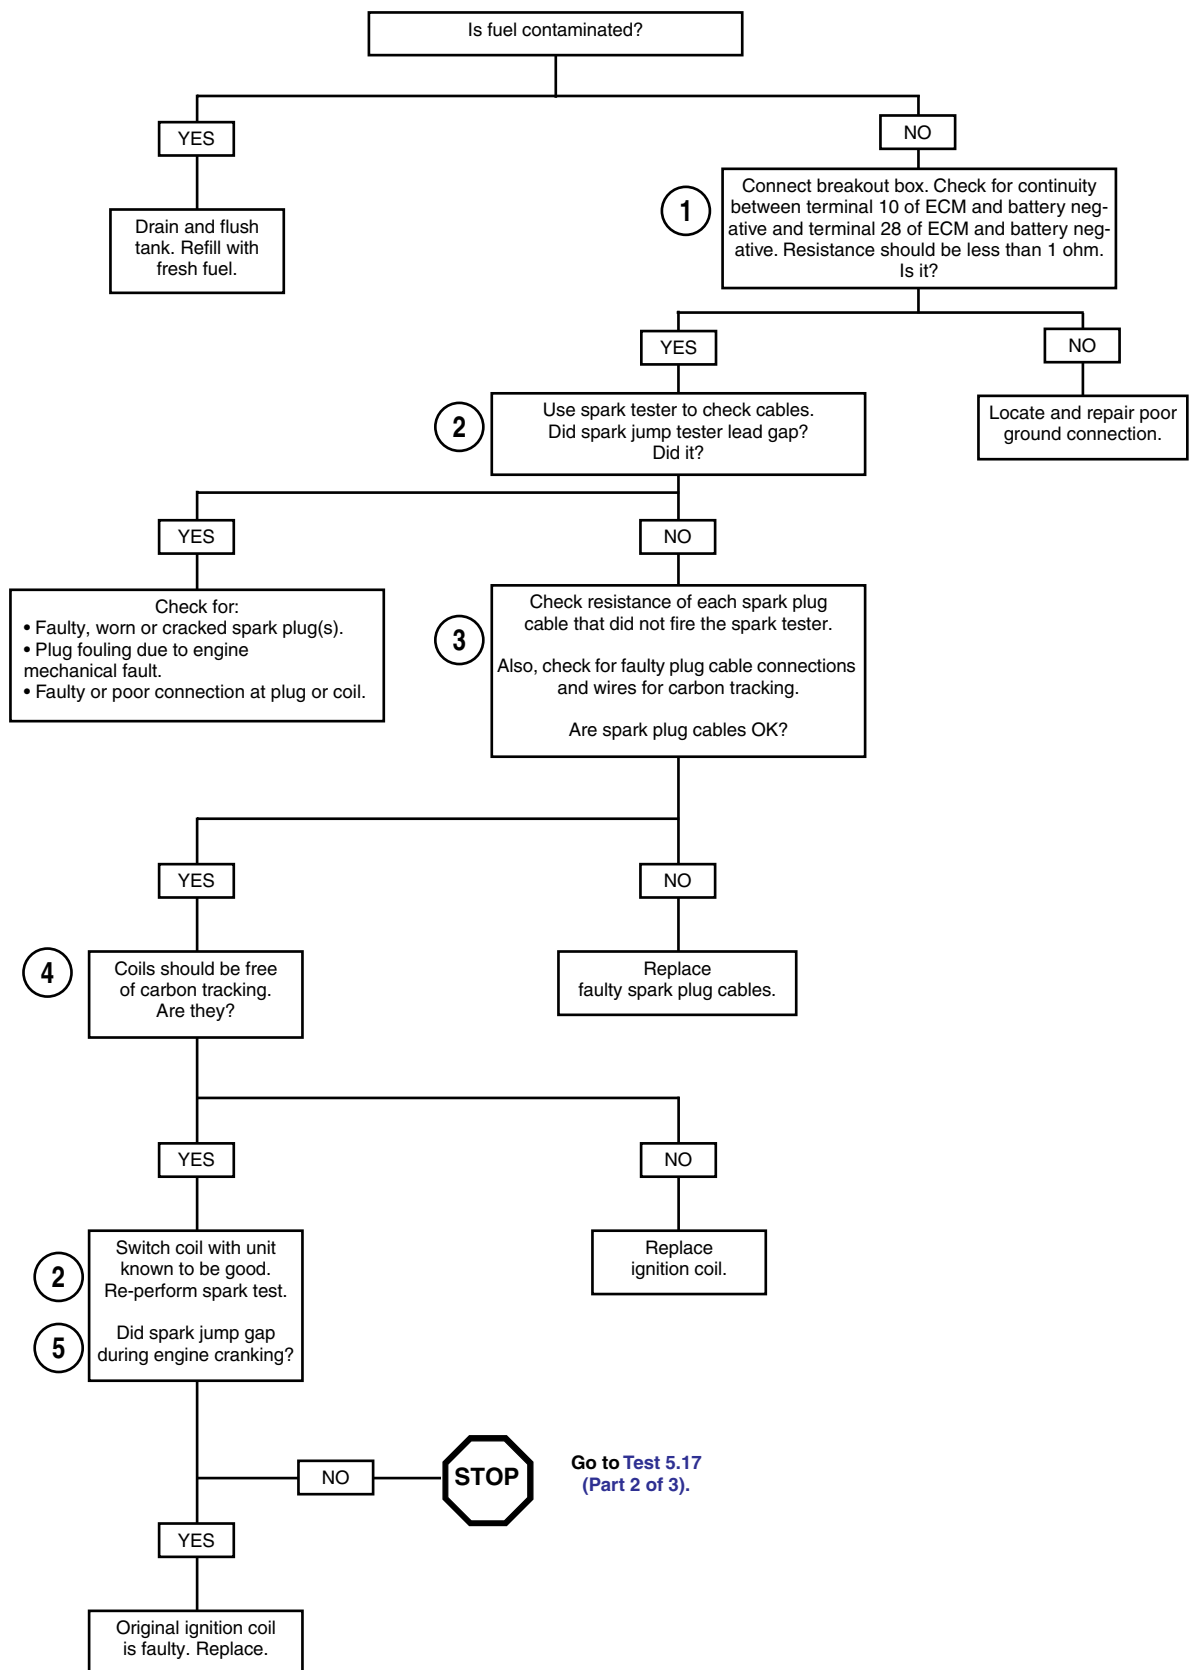 Is fuel contaminated?
YES
NO
Drain and flush
tank. Refill with
fresh fuel.
1
Connect breakout box. Check for continuity
between terminal 10 of ECM and battery neg-
ative and terminal 28 of ECM and battery neg-
ative. Resistance should be less than 1 ohm.
Is it?
YES
NO
2
Use spark tester to check cables.
Did spark jump tester lead gap?
Did it?
Locate and repair poor
ground connection.
YES
NO
Check for:
• Faulty, worn or cracked spark plug(s).
• Plug fouling due to engine
mechanical fault.
• Faulty or poor connection at plug or coil.
3
Check resistance of each spark plug
cable that did not fire the spark tester.
Also, check for faulty plug cable connections
and wires for carbon tracking.
Are spark plug cables OK?
YES
NO
4
Coils should be free
of carbon tracking.
Are they?
Replace
faulty spark plug cables.
YES
NO
2
Switch coil with unit
known to be good.
Re-perform spark test.
5
Did spark jump gap
during engine cranking?
Replace
ignition coil.
NO
STOP
Go to Test 5.17
(Part 2 of 3).
YES
Original ignition coil
is faulty. Replace.